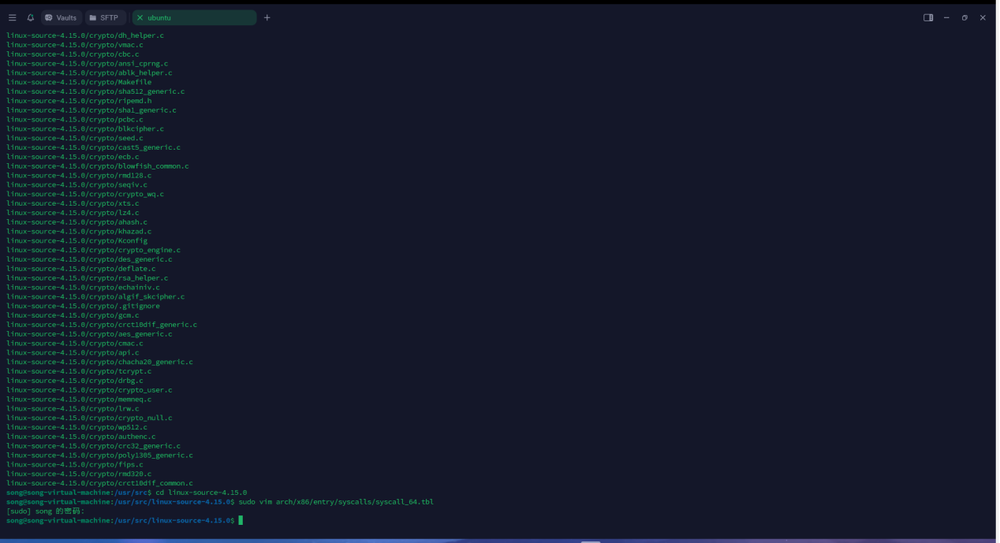 Vaults SFTP ubuntu
linux-source-4.15.0/crypto/dh_helper.c
linux-source-4.15.0/crypto/vmac.c
linux-source-4.15.0/crypto/cbc.c
linux-source-4.15.0/crypto/ansi_cprng.c
linux-source-4.15.0/crypto/ablk_helper.c
linux-source-4.15.0/crypto/Makefile
linux-source-4.15.0/crypto/sha512_generic.c
linux-source-4.15.0/crypto/ripemd.h
linux-source-4.15.0/crypto/sha1_generic.c
linux-source-4.15.0/crypto/pcbc.c
linux-source-4.15.0/crypto/blkcipher.c
linux-source-4.15.0/crypto/seed.c
linux-source-4.15.0/crypto/cast5_generic.c
linux-source-4.15.0/crypto/ecb.c
linux-source-4.15.0/crypto/blowfish_common.c
linux-source-4.15.0/crypto/rmd128.c
linux-source-4.15.0/crypto/seqiv.c
linux-source-4.15.0/crypto/crypto_wq.c
linux-source-4.15.0/crypto/xts.c
linux-source-4.15.0/crypto/lz4.c
linux-source-4.15.0/crypto/ahash.c
linux-source-4.15.0/crypto/khazad.c
linux-source-4.15.0/crypto/Kconfig
linux-source-4.15.0/crypto/crypto_engine.c
linux-source-4.15.0/crypto/des_generic.c
linux-source-4.15.0/crypto/deflate.c
linux-source-4.15.0/crypto/rsa_helper.c
linux-source-4.15.0/crypto/echainiv.c
linux-source-4.15.0/crypto/algif_skcipher.c
linux-source-4.15.0/crypto/.gitignore
linux-source-4.15.0/crypto/gcm.c
linux-source-4.15.0/crypto/crct10dif_generic.c
linux-source-4.15.0/crypto/aes_generic.c
linux-source-4.15.0/crypto/cmac.c
linux-source-4.15.0/crypto/api.c
linux-source-4.15.0/crypto/chacha20_generic.c
linux-source-4.15.0/crypto/tcrypt.c
linux-source-4.15.0/crypto/drbg.c
linux-source-4.15.0/crypto/crypto_user.c
linux-source-4.15.0/crypto/memneq.c
linux-source-4.15.0/crypto/lrw.c
linux-source-4.15.0/crypto/crypto_null.c
linux-source-4.15.0/crypto/wp512.c
linux-source-4.15.0/crypto/authenc.c
linux-source-4.15.0/crypto/crc32_generic.c
linux-source-4.15.0/crypto/poly1305_generic.c
linux-source-4.15.0/crypto/fips.c
linux-source-4.15.0/crypto/rmd320.c
linux-source-4.15.0/crypto/crct10dif_common.c
song@song-virtual-machine:/usr/src$ cd linux-source-4.15.0
song@song-virtual-machine:/usr/src/linux-source-4.15.0$ sudo vim arch/x86/entry/syscalls/syscall_64.tbl
[sudo] song 的密码:
song@song-virtual-machine:/usr/src/linux-source-4.15.0$